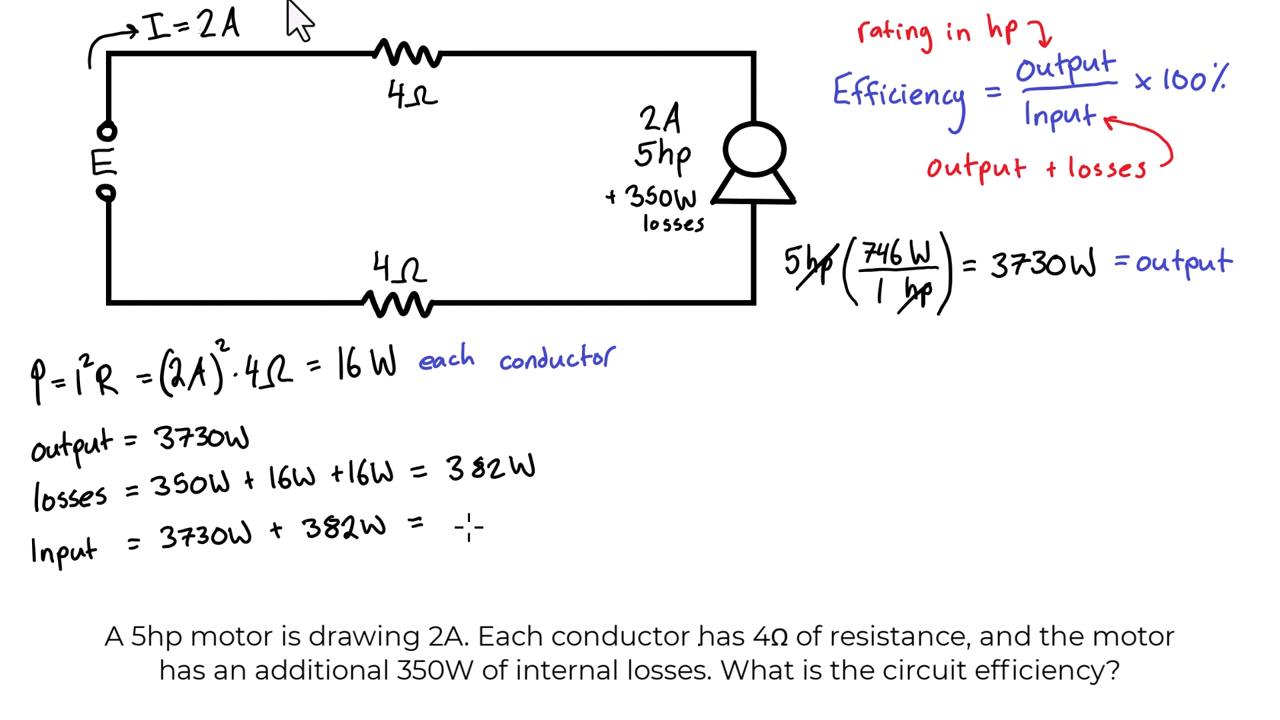 I = 2A
4Ω
E
2A
5hp
+ 350W
losses
4Ω
rating in hp
Efficiency = Output / Input × 100%
output + losses
5hp (746 W / 1 hp) = 3730W = output
P = I²R = (2A)² · 4Ω = 16 W each conductor
output = 3730W
losses = 350W + 16W + 16W = 382W
Input = 3730W + 382W =
A 5hp motor is drawing 2A. Each conductor has 4Ω of resistance, and the motor
has an additional 350W of internal losses. What is the circuit efficiency?